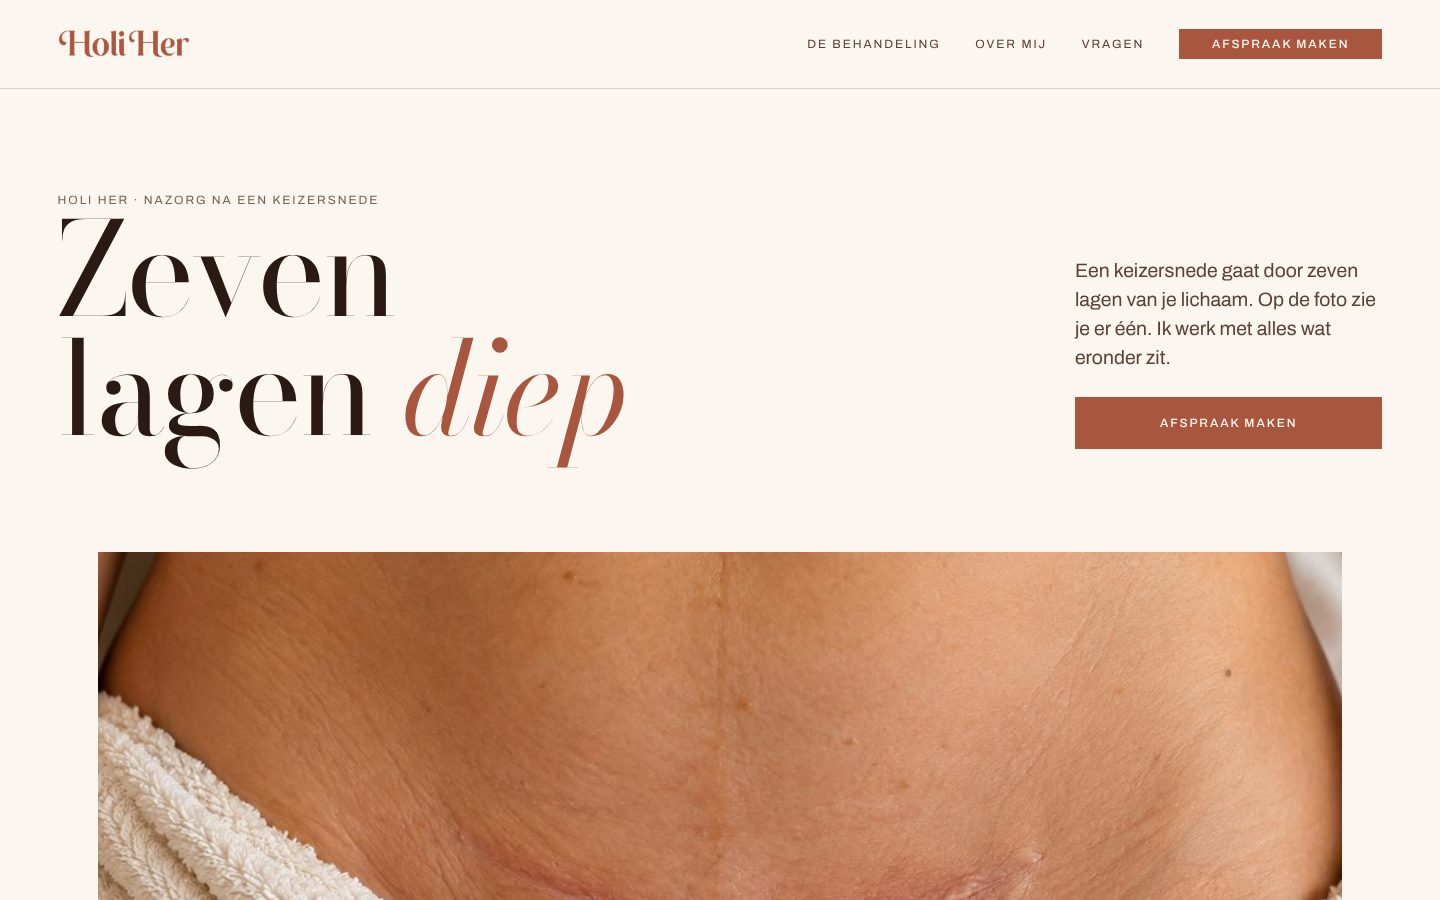 Holi Her
DE BEHANDELING
OVER MIJ
VRAGEN
AFSPRAAK MAKEN
HOLI HER · NAZORG NA EEN KEIZERSNEDE
Zeven
lagen diep
Een keizersnede gaat door zeven
lagen van je lichaam. Op de foto zie
je er één. Ik werk met alles wat
eronder zit.
AFSPRAAK MAKEN